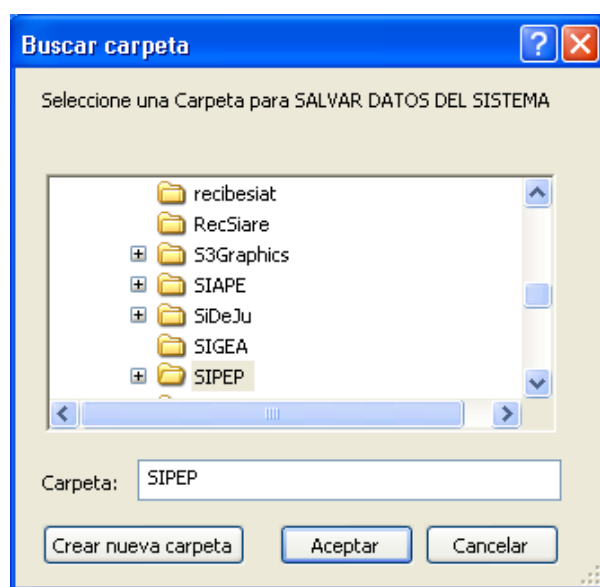 Buscar carpeta
Seleccione una Carpeta para SALVAR DATOS DEL SISTEMA
recibesiat
RecSiare
S3Graphics
SIAPE
SiDeJu
SIGEA
SIPEP
Carpeta: SIPEP
Crear nueva carpeta Aceptar Cancelar